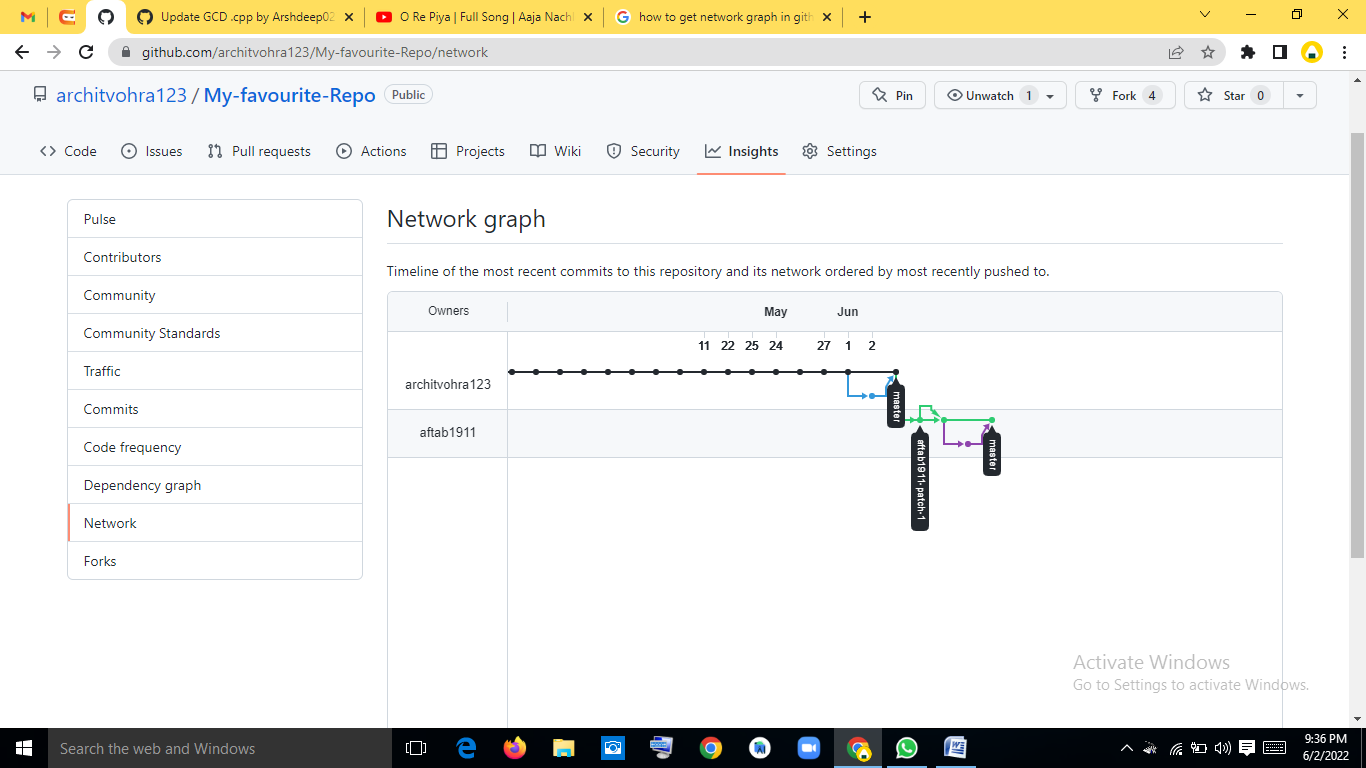 Update GCD .cpp by Arshdeep02
O Re Piya | Full Song | Aaja Nachl
how to get network graph in gith
github.com/architvohra123/My-favourite-Repo/network
architvohra123 / My-favourite-Repo Public
Pin
Unwatch 1
Fork 4
Star 0
Code
Issues
Pull requests
Actions
Projects
Wiki
Security
Insights
Settings
Pulse
Contributors
Community
Community Standards
Traffic
Commits
Code frequency
Dependency graph
Network
Forks
Network graph
Timeline of the most recent commits to this repository and its network ordered by most recently pushed to.
Owners
May Jun
11 22 25 24 27 1 2
architvohra123
aftab1911
master
aftab1911-patch-1
master
Activate Windows
Go to Settings to activate Windows.
Search the web and Windows
9:36 PM
6/2/2022